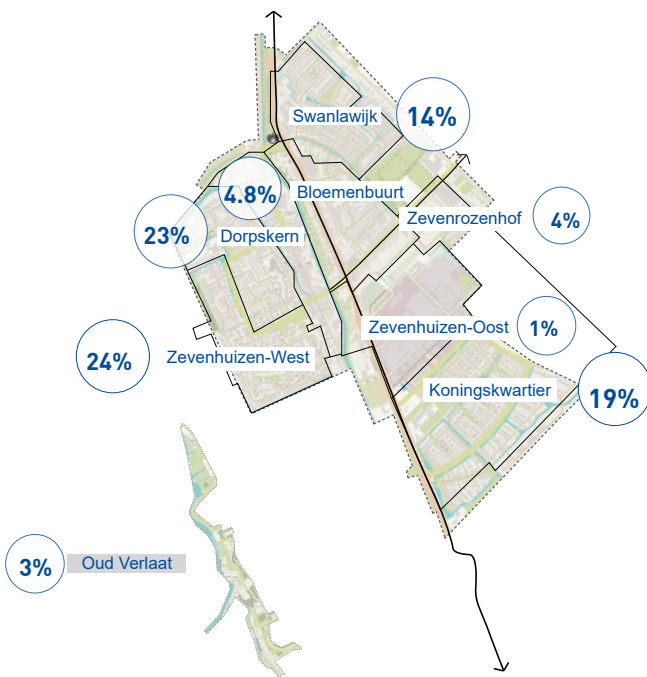 Swanlawijk
14%
4.8%
Bloemenbuurt
Zevenrozenhof
4%
23%
Dorpskern
Zevenhuizen-Oost
1%
24%
Zevenhuizen-West
Koningskwartier
19%
3%
Oud Verlaat